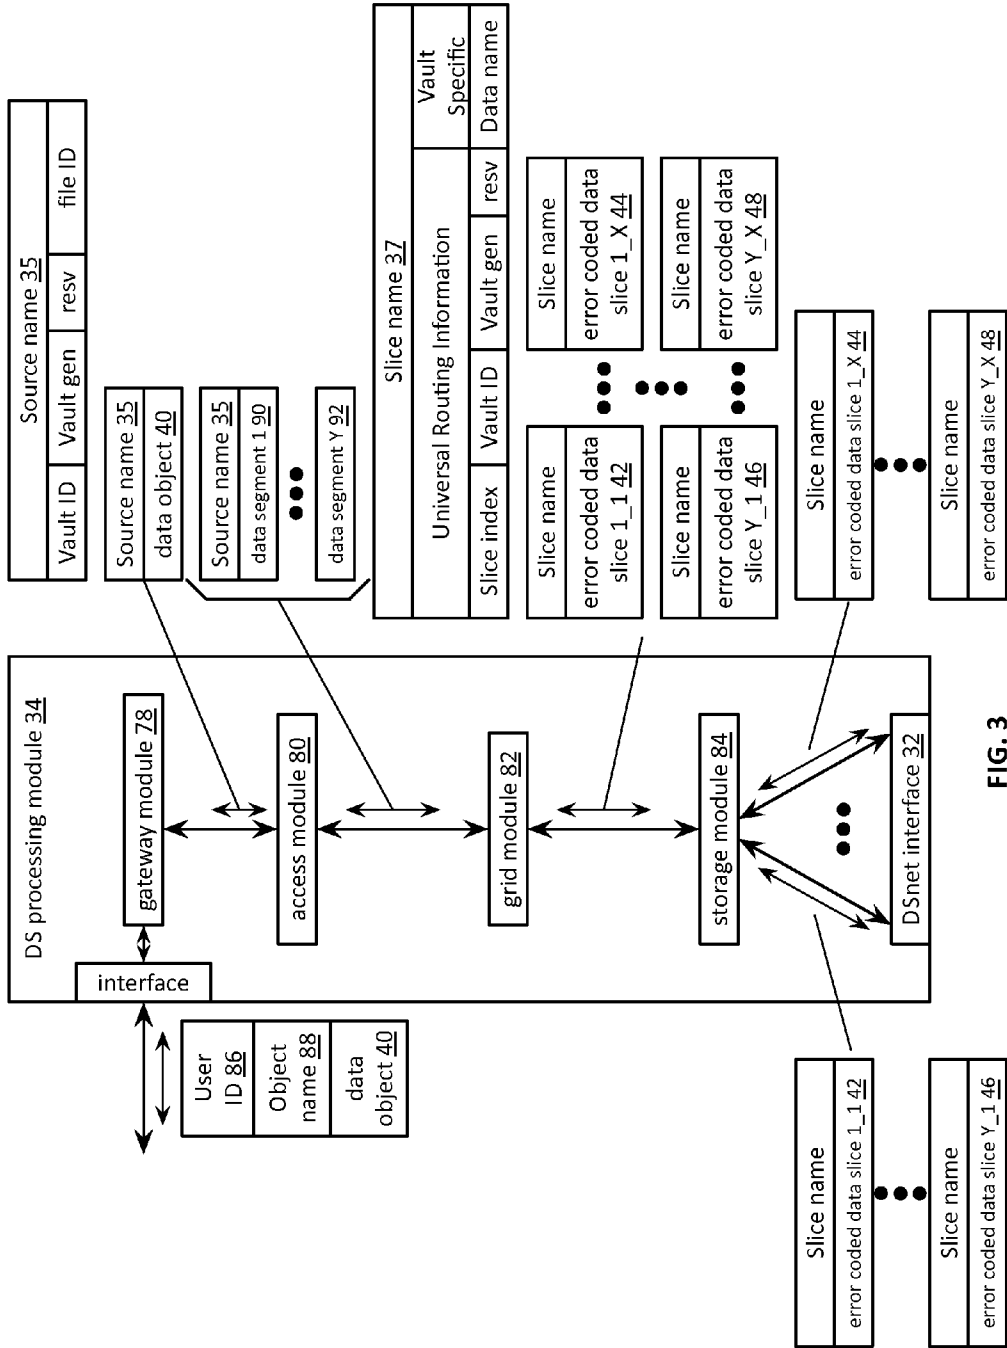 DS processing module 34
interface
gateway module 78
access module 80
grid module 82
storage module 84
DSnet interface 32
User
ID 86
Object
name 88
data
object 40
Source name 35
Vault ID
Vault gen
resv
file ID
Source name 35
data object 40
Source name 35
data segment 1 90
data segment Y 92
Slice name 37
Universal Routing Information
Vault
Specific
Slice index
Vault ID
Vault gen
resv
Data name
Slice name
error coded data
slice 1_1 42
Slice name
error coded data
slice 1_X 44
Slice name
error coded data
slice Y_1 46
Slice name
error coded data
slice Y_X 48
Slice name
error coded data slice 1_1 42
Slice name
error coded data slice Y_1 46
Slice name
error coded data slice 1_X 44
Slice name
error coded data slice Y_X 48
FIG. 3